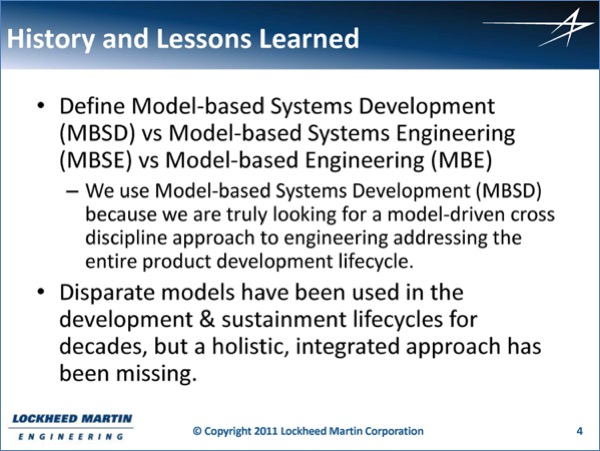 History and Lessons Learned
• Define Model-based Systems Development
(MBSD) vs Model-based Systems Engineering
(MBSE) vs Model-based Engineering (MBE)
– We use Model-based Systems Development (MBSD)
because we are truly looking for a model-driven cross
discipline approach to engineering addressing the
entire product development lifecycle.
• Disparate models have been used in the
development & sustainment lifecycles for
decades, but a holistic, integrated approach has
been missing.
LOCKHEED MARTIN
ENGINEERING
© Copyright 2011 Lockheed Martin Corporation
4